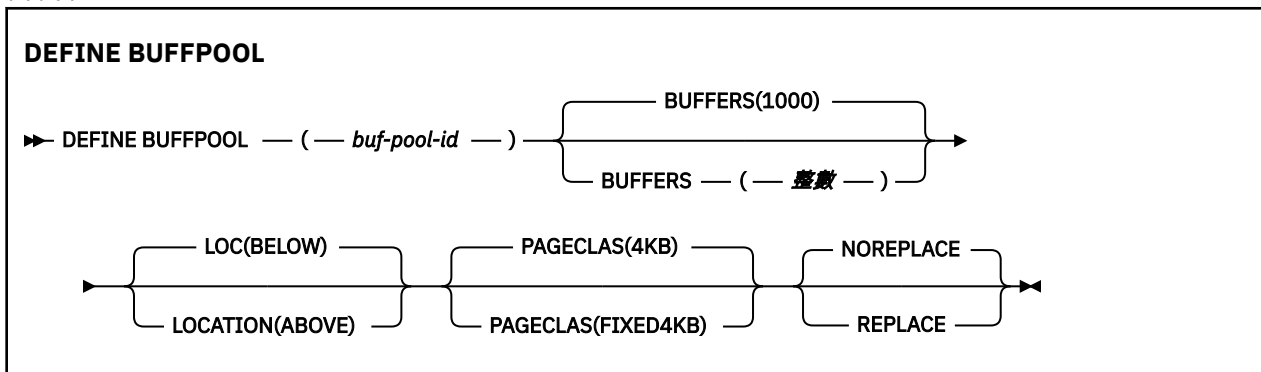 DEFINE BUFFPOOL
BUFFERS(1000)
DEFINE BUFFPOOL ( buf-pool-id )
BUFFERS ( 整數 )
LOC(BELOW) PAGECLAS(4KB) NOREPLACE
LOCATION(ABOVE) PAGECLAS(FIXED4KB) REPLACE